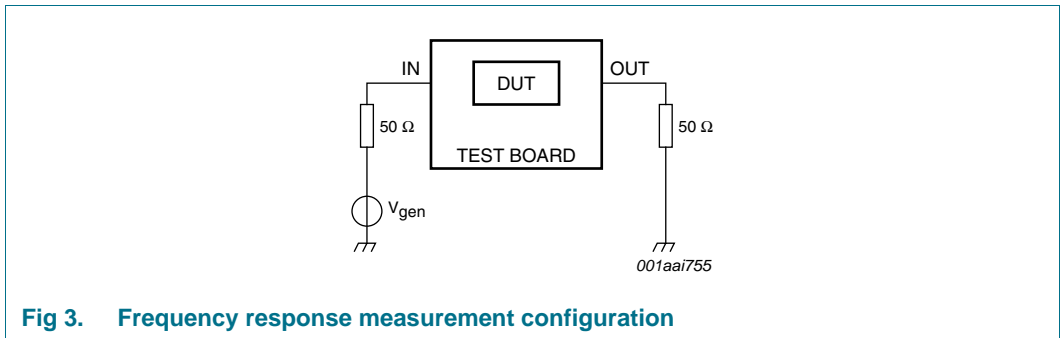 IN
OUT
DUT
50 Ω
50 Ω
TEST BOARD
Vgen
001aai755
Fig 3. Frequency response measurement configuration